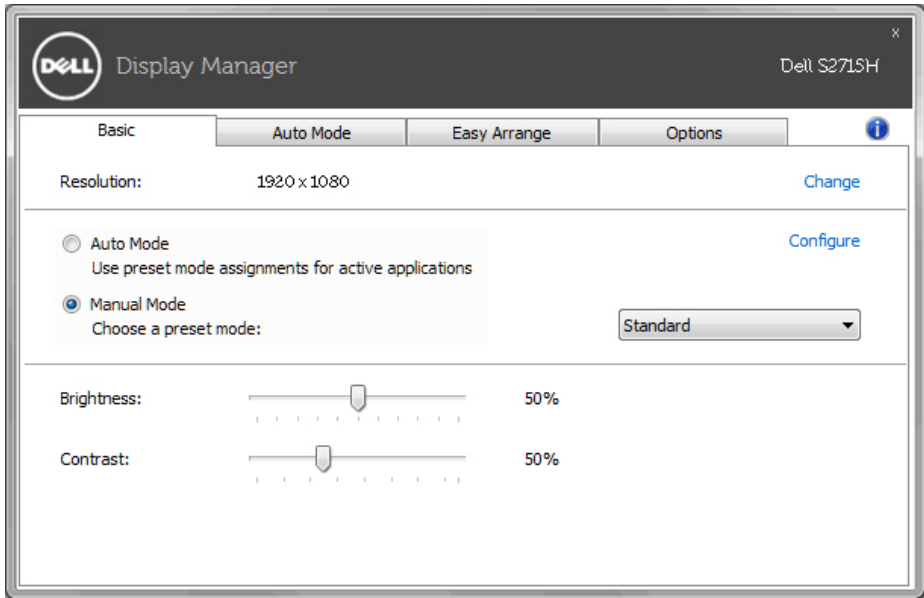 x
DELL Display Manager Dell S2715H
Basic Auto Mode Easy Arrange Options i
Resolution: 1920 x 1080 Change
Auto Mode Configure
Use preset mode assignments for active applications
Manual Mode
Choose a preset mode: Standard
Brightness: 50%
Contrast: 50%